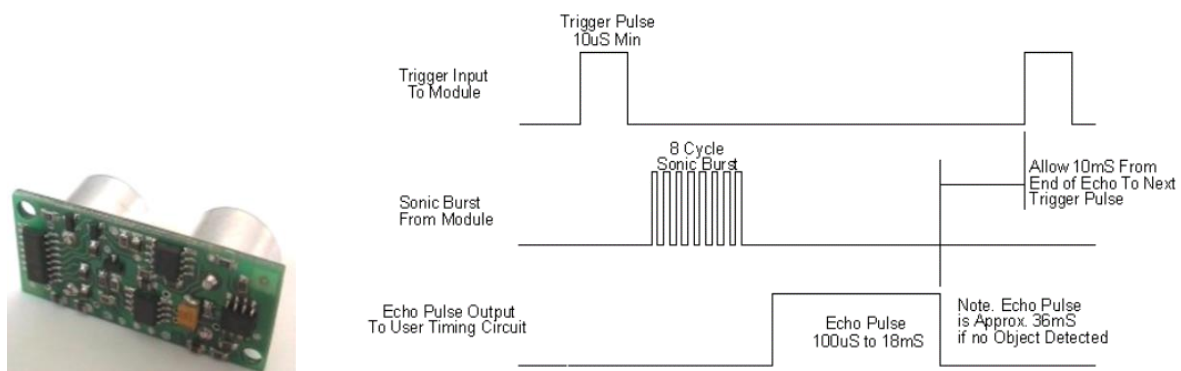 Trigger Pulse
10uS Min
Trigger Input
To Module
8 Cycle
Sonic Burst
Allow 10mS From
End of Echo To Next
Trigger Pulse
Sonic Burst
From Module
Echo Pulse Output
To User Timing Circuit
Echo Pulse
100uS to 18mS
Note. Echo Pulse
is Approx. 36mS
if no Object Detected